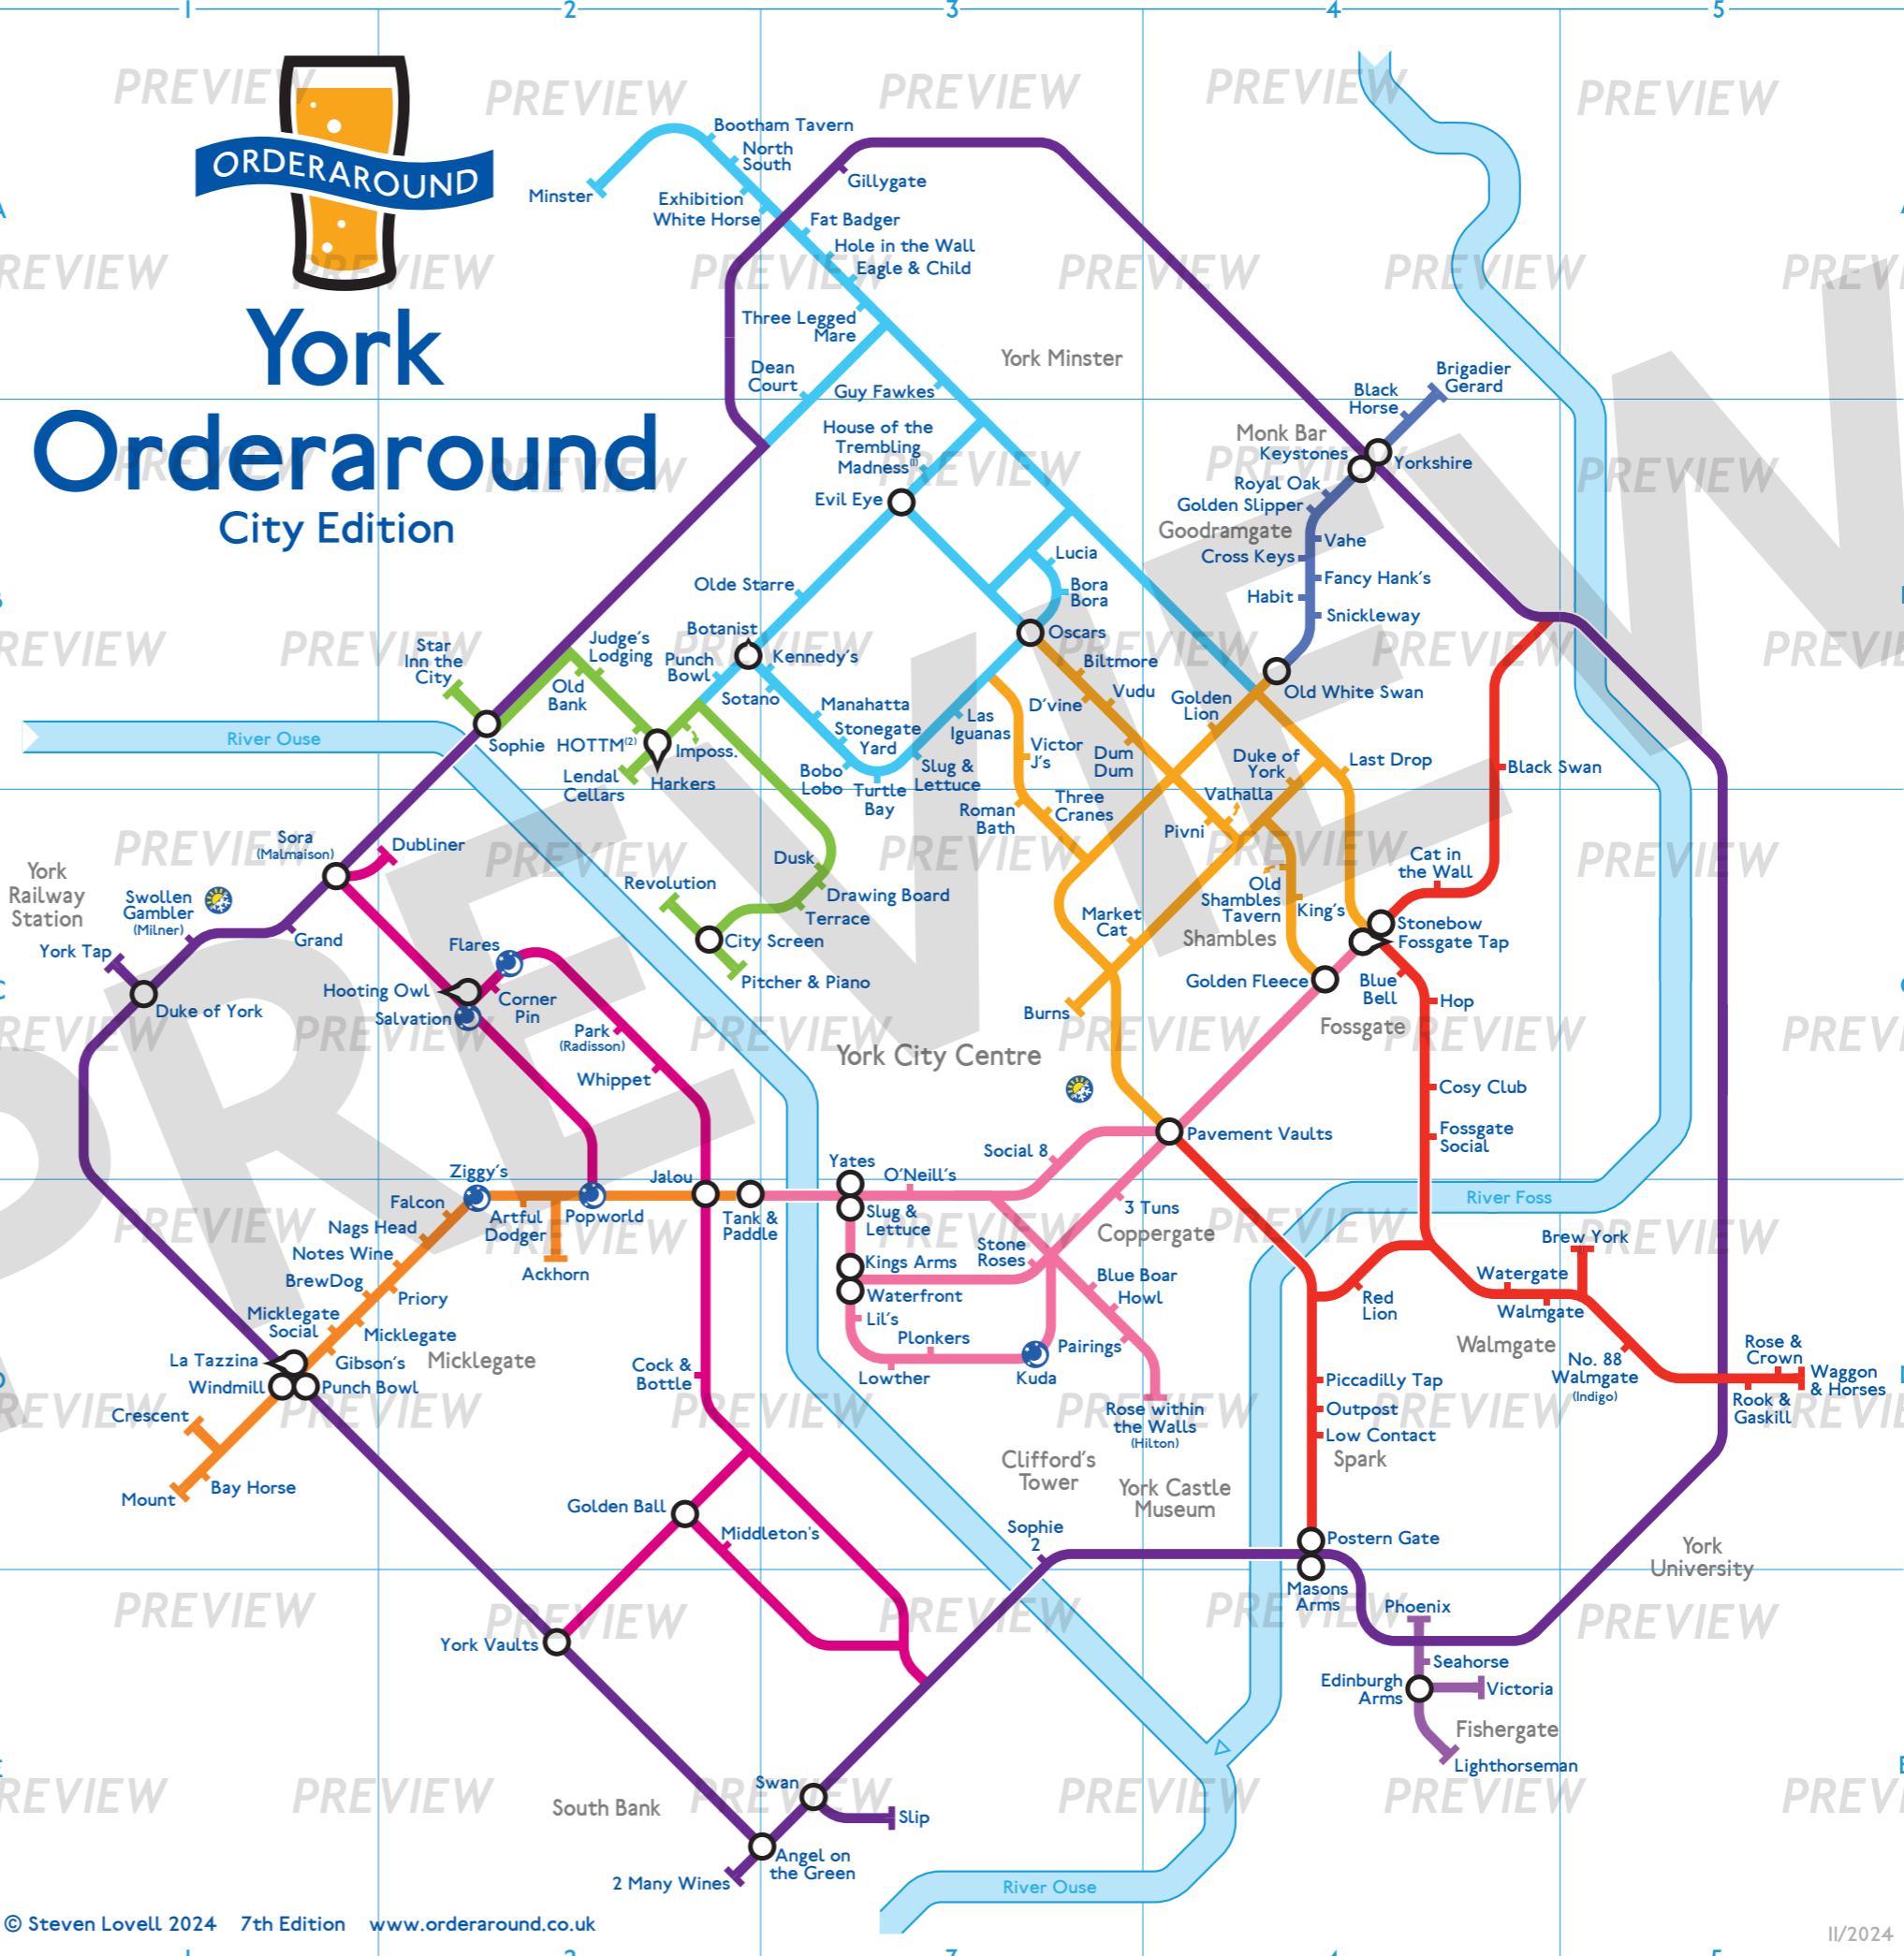 1
2
3
4
5
A
A
B
B
C
C
D
D
E
E
ORDERAROUND
York
Orderaround
City Edition
Minster
Bootham Tavern
North
South
Exhibition
White Horse
Gillygate
Fat Badger
Hole in the Wall
Eagle & Child
Three Legged
Mare
Dean
Court
Guy Fawkes
York Minster
House of the
Trembling
Madness(1)
Evil Eye
Brigadier
Gerard
Black
Horse
Monk Bar
Keystones
Yorkshire
Royal Oak
Golden Slipper
Goodramgate
Vahe
Cross Keys
Fancy Hank's
Habit
Snickleway
Old White Swan
Lucia
Bora
Bora
Oscars
Olde Starre
Botanist
Kennedy's
Punch
Bowl
Sotano
Manahatta
Stonegate
Yard
Bobo
Lobo
Turtle
Bay
Slug &
Lettuce
Las
Iguanas
Star
Inn the
City
Judge's
Lodging
Old
Bank
Sophie
HOTTM(2)
Imposs.
Lendal
Cellars
Harkers
River Ouse
Biltmore
Vudu
D'vine
Dum
Dum
Victor
J's
Golden
Lion
Duke of
York
Last Drop
Valhalla
Pivni
Roman
Bath
Three
Cranes
Black Swan
Old
Shambles
Tavern
King's
Market
Cat
Shambles
Cat in
the Wall
Stonebow
Fossgate Tap
Golden Fleece
Blue
Bell
Hop
Fossgate
Cosy Club
Fossgate
Social
Burns
York City Centre
Pavement Vaults
Sora
(Malmaison)
Dubliner
York
Railway
Station
Swollen
Gambler
(Milner)
York Tap
Grand
Duke of York
Revolution
Dusk
Drawing Board
Terrace
City Screen
Pitcher & Piano
Flares
Hooting Owl
Corner
Pin
Salvation
Park
(Radisson)
Whippet
Ziggy's
Falcon
Artful
Dodger
Popworld
Jalou
Tank &
Paddle
Nags Head
Notes Wine
BrewDog
Priory
Ackhorn
Micklegate
Social
Micklegate
Gibson's
Micklegate
La Tazzina
Windmill
Punch Bowl
Crescent
Mount
Bay Horse
Yates
O'Neill's
Slug &
Lettuce
Social 8
3 Tuns
Coppergate
Stone
Roses
Kings Arms
Waterfront
Blue Boar
Howl
Lil's
Plonkers
Pairings
Lowther
Kuda
Rose within
the Walls
(Hilton)
River Foss
Brew York
Watergate
Walmgate
Red
Lion
Walmgate
No. 88
Walmgate
(Indigo)
Rose &
Crown
Waggon
& Horses
Rook &
Gaskill
Piccadilly Tap
Outpost
Low Contact
Spark
Cock &
Bottle
Golden Ball
Middleton's
Clifford's
Tower
York Castle
Museum
Sophie
2
Postern Gate
Masons
Arms
York
University
York Vaults
Phoenix
Seahorse
Edinburgh
Arms
Victoria
Fishergate
Lighthorseman
South Bank
Swan
Slip
Angel on
the Green
2 Many Wines
River Ouse
© Steven Lovell 2024 7th Edition www.orderaround.co.uk
11/2024
1
2
3
5
PREVIEW